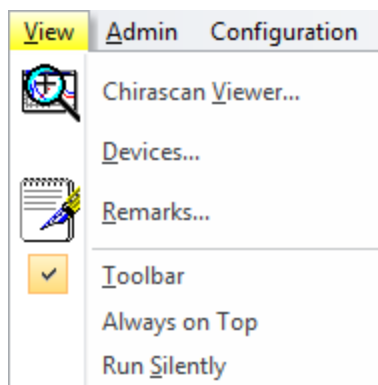 View Admin Configuration
Chirascan Viewer...
Devices...
Remarks...
Toolbar
Always on Top
Run Silently